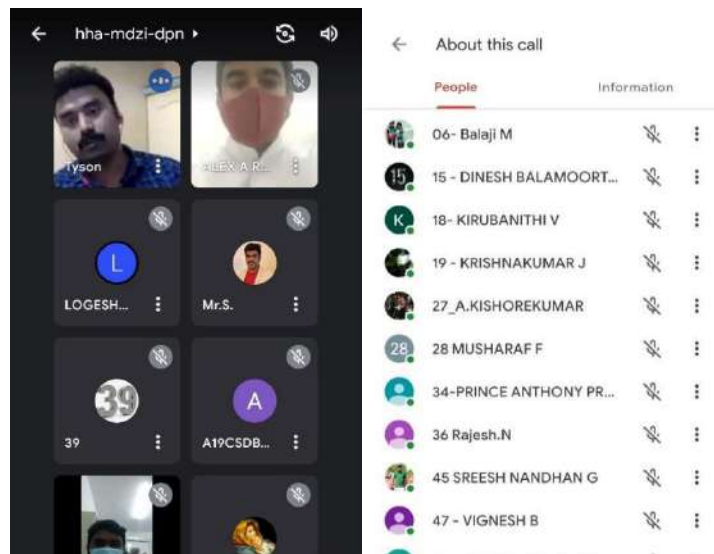 hha-mdzi-dpn
Tyson
ALEX A R...
LOGESH...
L
Mr.S.
39
39
A19CSDB...
A
About this call
People
Information
06- Balaji M
15
15 - DINESH BALAMOORT...
K
18- KIRUBANITHI V
19 - KRISHNAKUMAR J
27_A.KISHOREKUMAR
28
28 MUSHARAF F
34-PRINCE ANTHONY PR...
36 Rajesh.N
45 SREESH NANDHAN G
47 - VIGNESH B